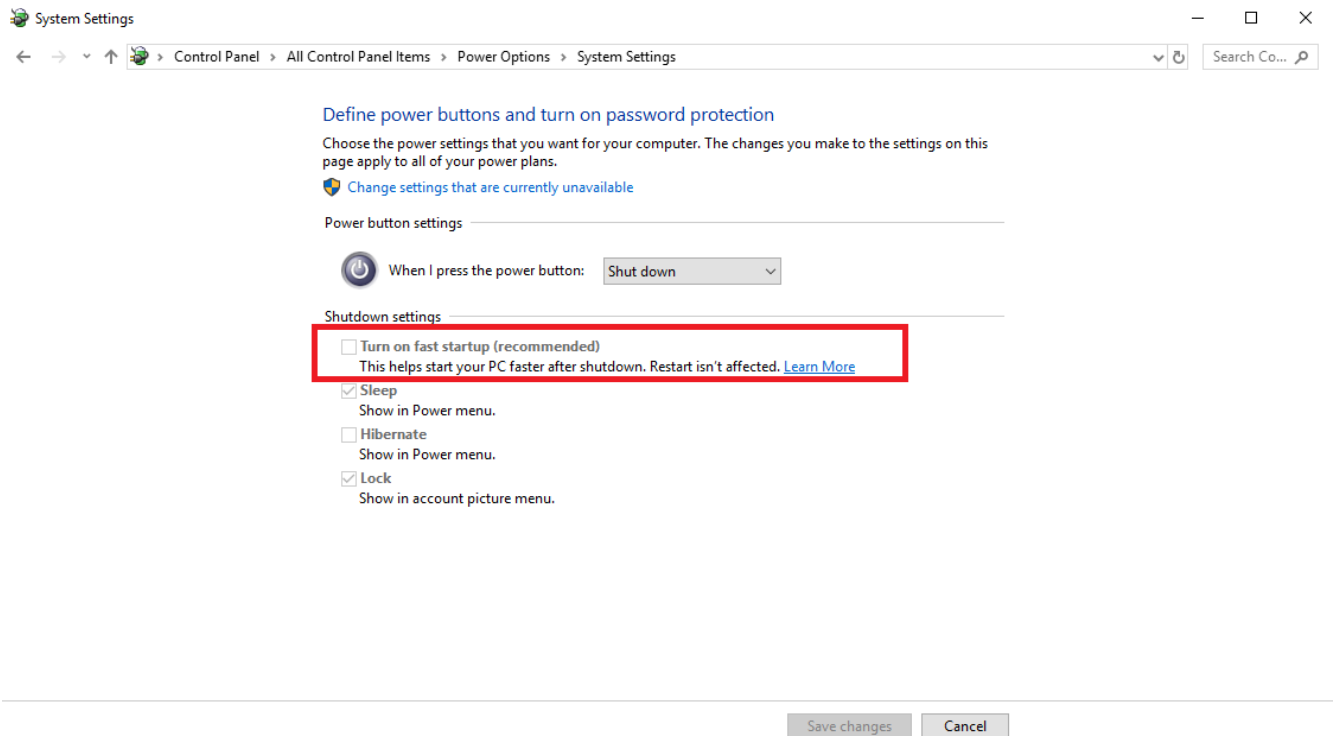 System Settings
Control Panel > All Control Panel Items > Power Options > System Settings
Search Co...
Define power buttons and turn on password protection
Choose the power settings that you want for your computer. The changes you make to the settings on this
page apply to all of your power plans.
Change settings that are currently unavailable
Power button settings
When I press the power button: Shut down
Shutdown settings
Turn on fast startup (recommended)
This helps start your PC faster after shutdown. Restart isn't affected. Learn More
Sleep
Show in Power menu.
Hibernate
Show in Power menu.
Lock
Show in account picture menu.
Save changes Cancel